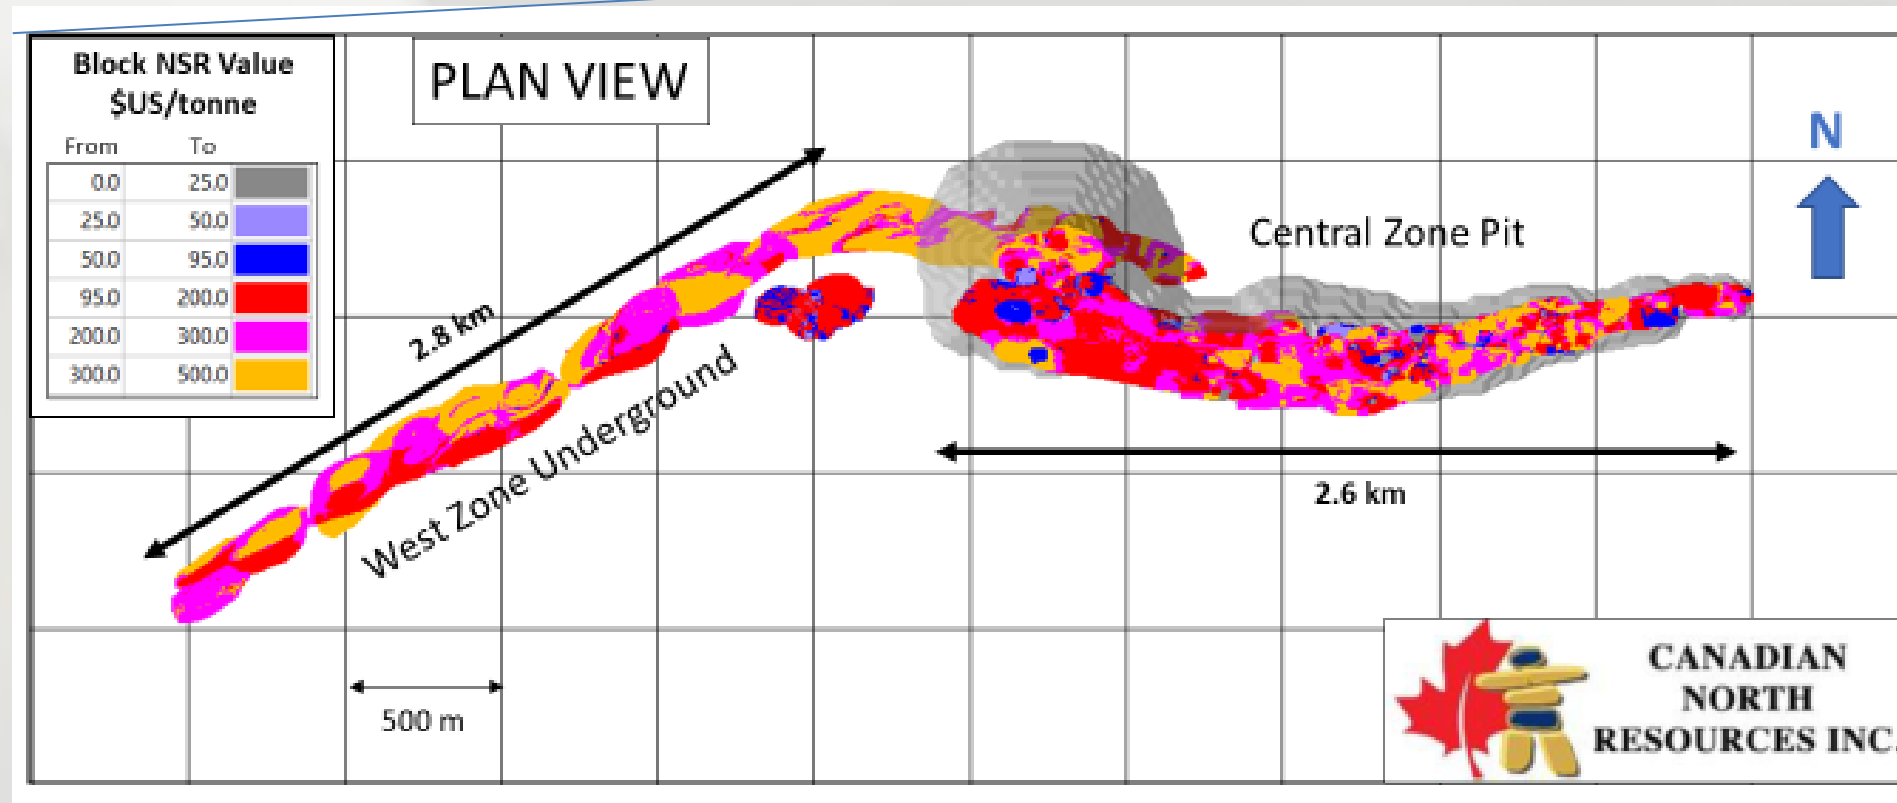 Block NSR Value
$US/tonne
From To
0.0 25.0
25.0 50.0
50.0 95.0
95.0 200.0
200.0 300.0
300.0 500.0
PLAN VIEW
N
Central Zone Pit
2.8 km
West Zone Underground
2.6 km
500 m
CANADIAN
NORTH
RESOURCES INC.